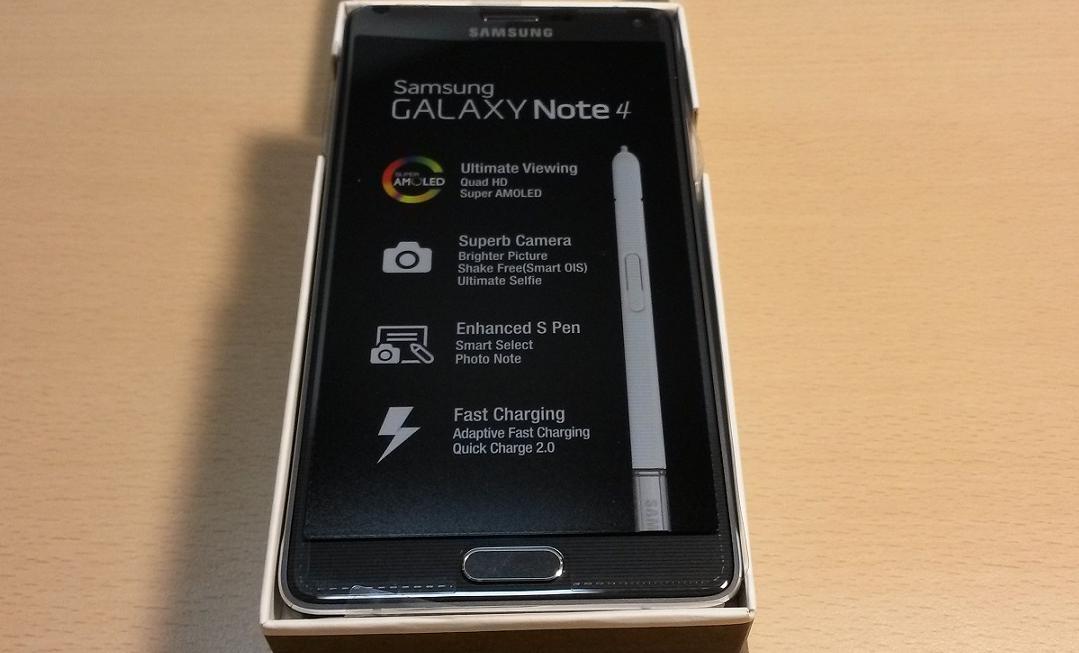 SAMSUNG
Samsung
GALAXY Note 4
SUPER
AMOLED
Ultimate Viewing
Quad HD
Super AMOLED
Superb Camera
Brighter Picture
Shake Free(Smart OIS)
Ultimate Selfie
Enhanced S Pen
Smart Select
Photo Note
Fast Charging
Adaptive Fast Charging
Quick Charge 2.0
SAM